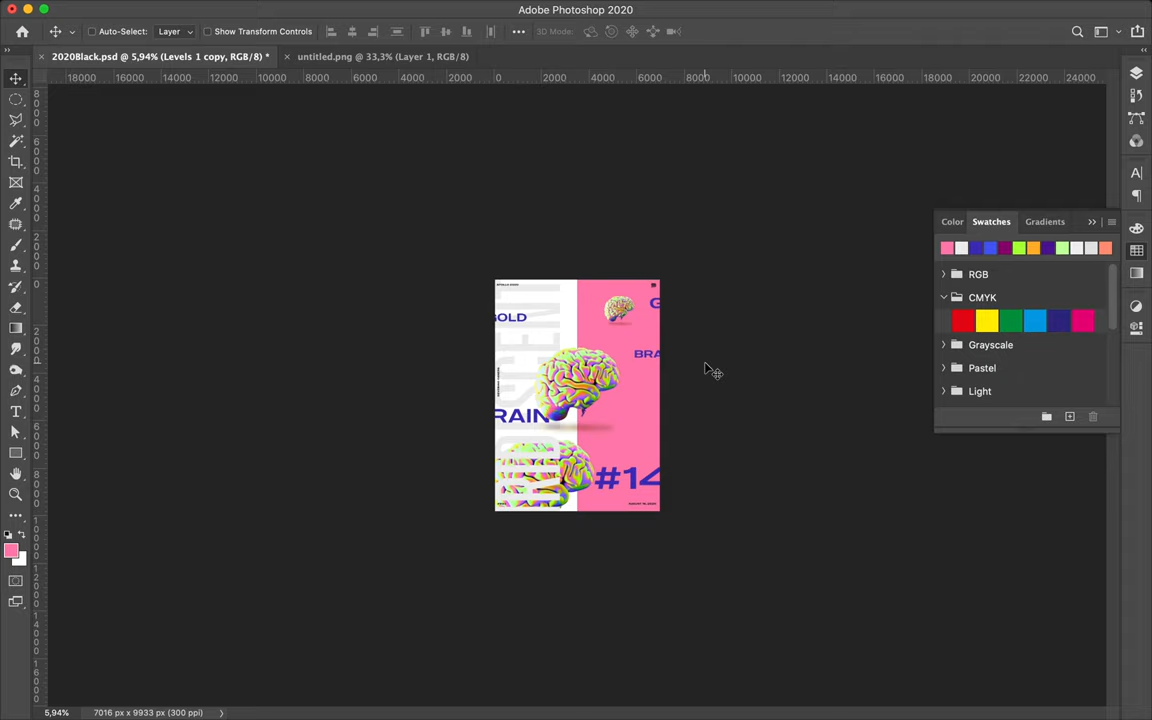 Adobe Photoshop 2020
Auto-Select:
Layer
Show Transform Controls
3D Mode:
2020Black.psd @ 5,94% (Levels 1 copy, RGB/8) *
untitled.png @ 33,3% (Layer 1, RGB/8)
18000 16000 14000 12000 10000 8000 6000 4000 2000 0 2000 4000 6000 8000 10000 12000 14000 16000 18000 20000 22000 24000
Color
Swatches
Gradients
RGB
CMYK
Grayscale
Pastel
Light
G
OLD
BRA
RAIN
#14
5,94%
7016 px x 9933 px (300 ppi)